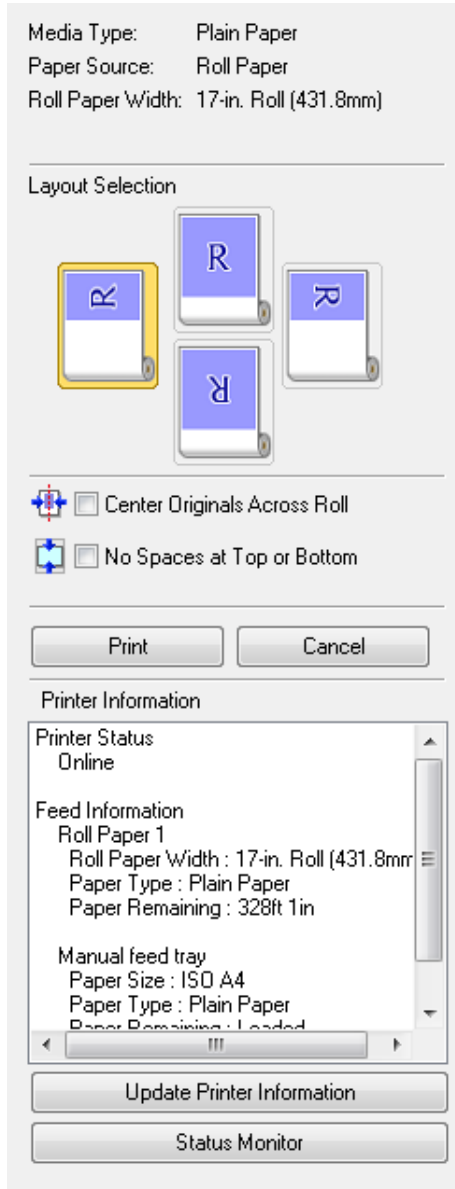 Media Type: Plain Paper
Paper Source: Roll Paper
Roll Paper Width: 17-in. Roll (431.8mm)
Layout Selection
R
R
R
R
Center Originals Across Roll
No Spaces at Top or Bottom
Print Cancel
Printer Information
Printer Status
Online
Feed Information
Roll Paper 1
Roll Paper Width : 17-in. Roll (431.8mm
Paper Type : Plain Paper
Paper Remaining : 328ft 1in
Manual feed tray
Paper Size : ISO A4
Paper Type : Plain Paper
Paper Remaining : Loaded
Update Printer Information
Status Monitor